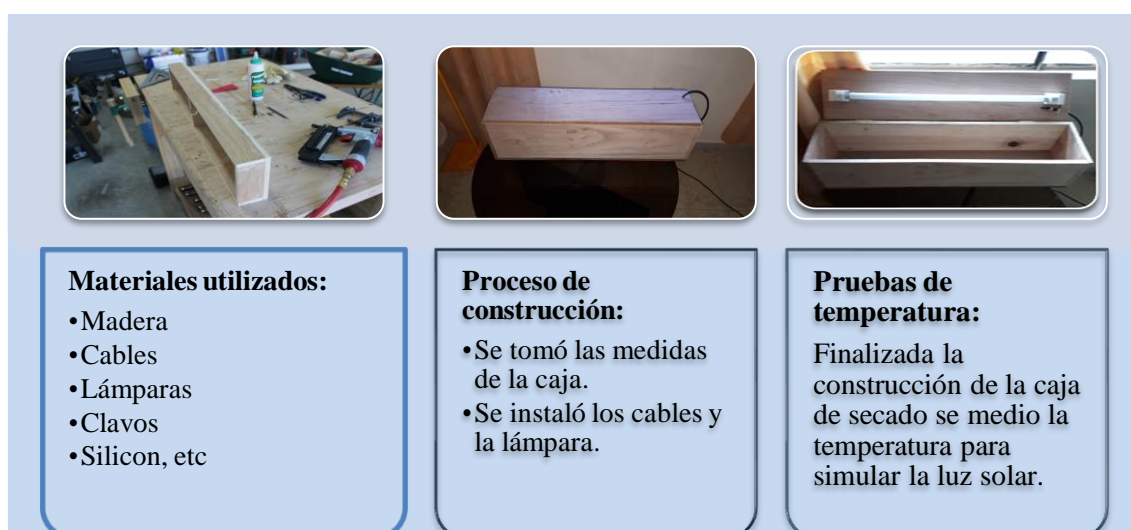 Materiales utilizados:
•Madera
•Cables
•Lámparas
•Clavos
•Silicon, etc
Proceso de
construcción:
•Se tomó las medidas
de la caja.
•Se instaló los cables y
la lámpara.
Pruebas de
temperatura:
Finalizada la
construcción de la caja
de secado se medio la
temperatura para
simular la luz solar.